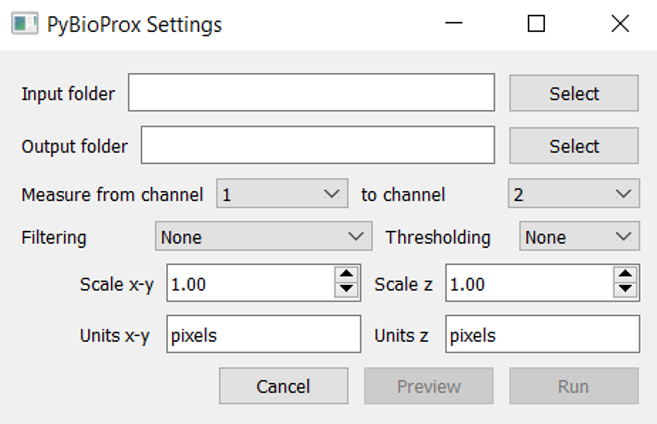 PyBioProx Settings
Input folder Select
Output folder Select
Measure from channel 1 to channel 2
Filtering None Thresholding None
Scale x-y 1.00 Scale z 1.00
Units x-y pixels Units z pixels
Cancel Preview Run